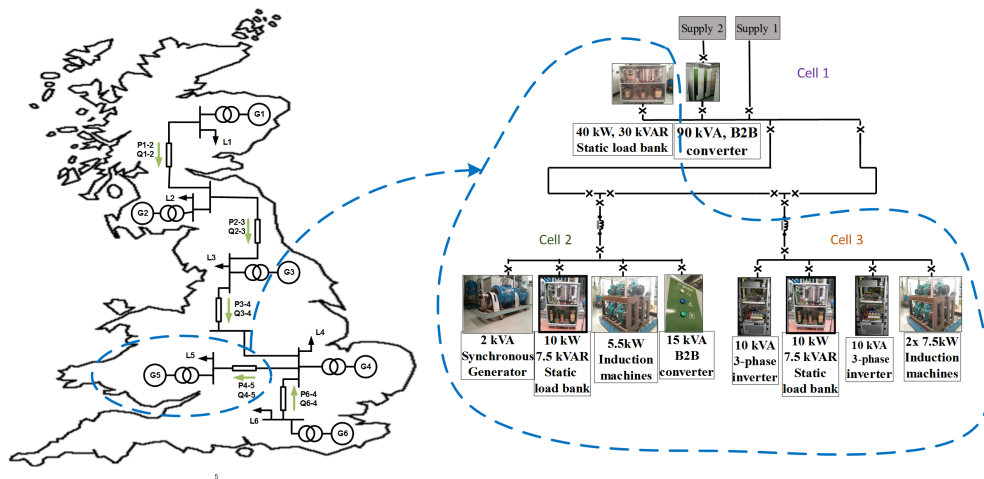 G1
L1
P1-2
Q1-2
L2
G2
P2-3
Q2-3
L3
G3
P3-4
Q3-4
L4
L5
G5
G4
P4-5
Q4-5
P6-4
Q6-4
L6
G6
5
Supply 2
Supply 1
Cell 1
40 kW, 30 kVAR
Static load bank
90 kVA, B2B
converter
Cell 2
Cell 3
2 kVA
Synchronous
Generator
10 kW
7.5 kVAR
Static
load bank
5.5kW
Induction
machines
15 kVA
B2B
converter
10 kVA
3-phase
inverter
10 kW
7.5 kVAR
Static
load bank
10 kVA
3-phase
inverter
2x 7.5kW
Induction
machines